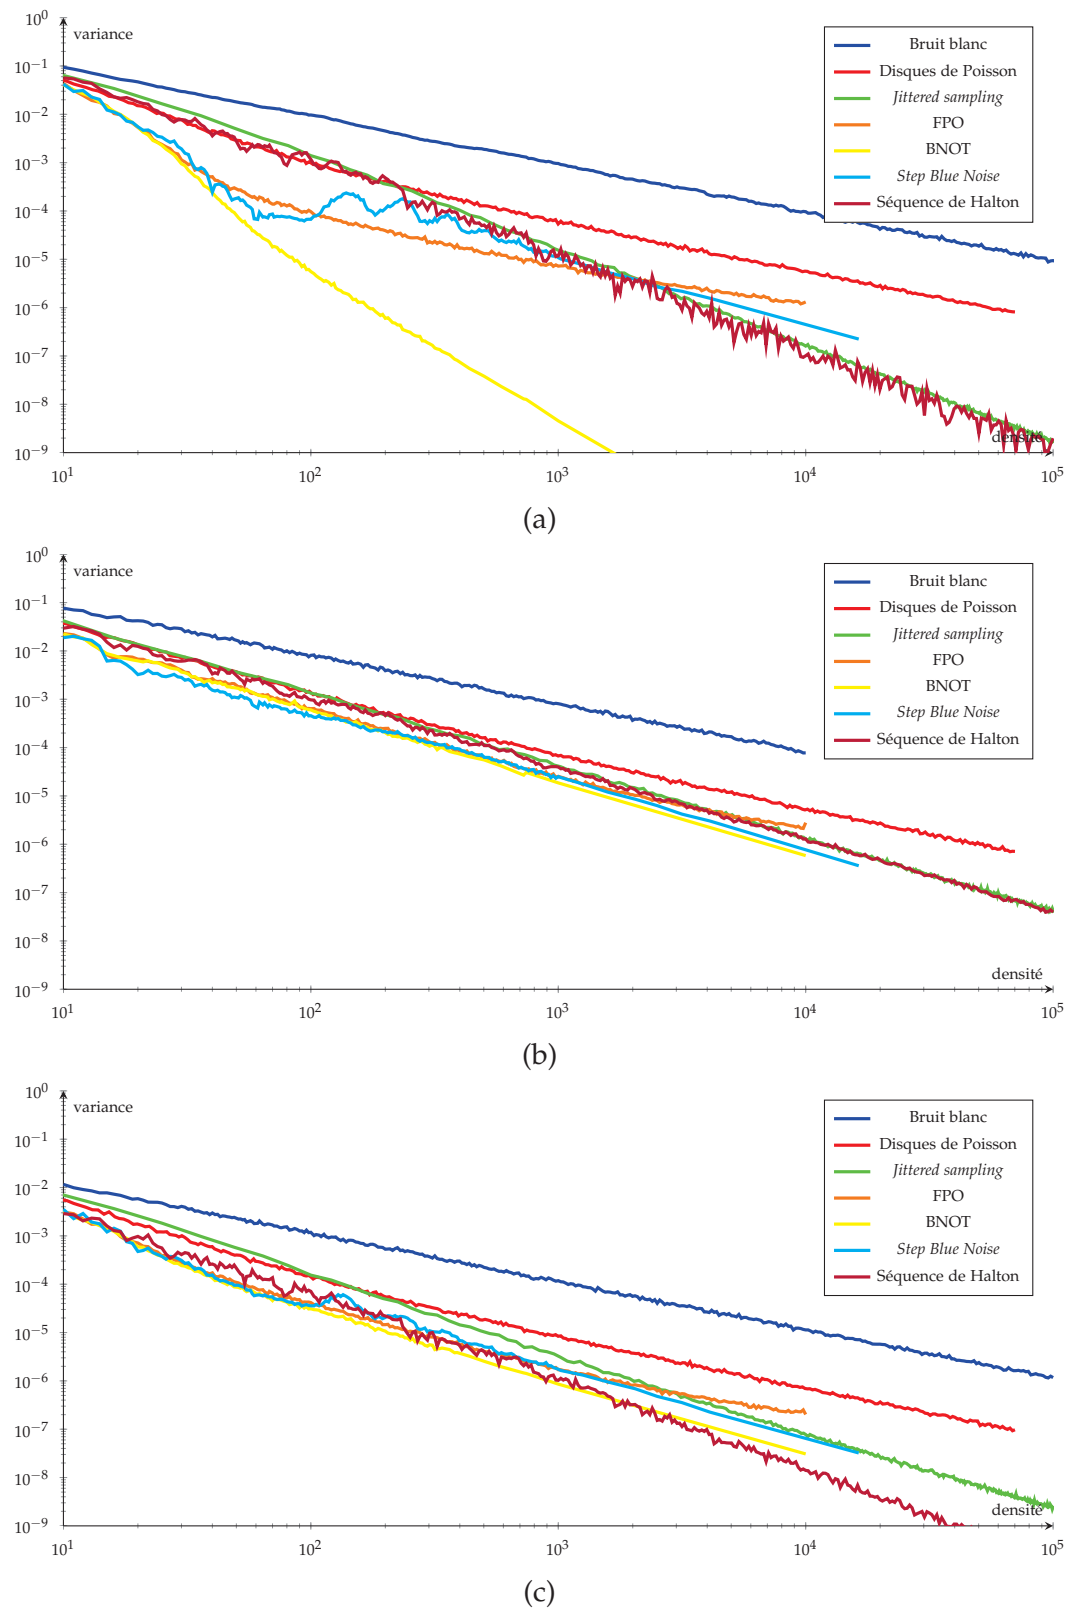 10^0
variance
10^−1
10^−2
10^−3
10^−4
10^−5
10^−6
10^−7
10^−8
10^−9
Bruit blanc
Disques de Poisson
Jittered sampling
FPO
BNOT
Step Blue Noise
Séquence de Halton
densité
10^1 10^2 10^3 10^4 10^5
(a)
10^0
variance
10^−1
10^−2
10^−3
10^−4
10^−5
10^−6
10^−7
10^−8
10^−9
Bruit blanc
Disques de Poisson
Jittered sampling
FPO
BNOT
Step Blue Noise
Séquence de Halton
densité
10^1 10^2 10^3 10^4 10^5
(b)
10^0
variance
10^−1
10^−2
10^−3
10^−4
10^−5
10^−6
10^−7
10^−8
10^−9
Bruit blanc
Disques de Poisson
Jittered sampling
FPO
BNOT
Step Blue Noise
Séquence de Halton
densité
10^1 10^2 10^3 10^4 10^5
(c)